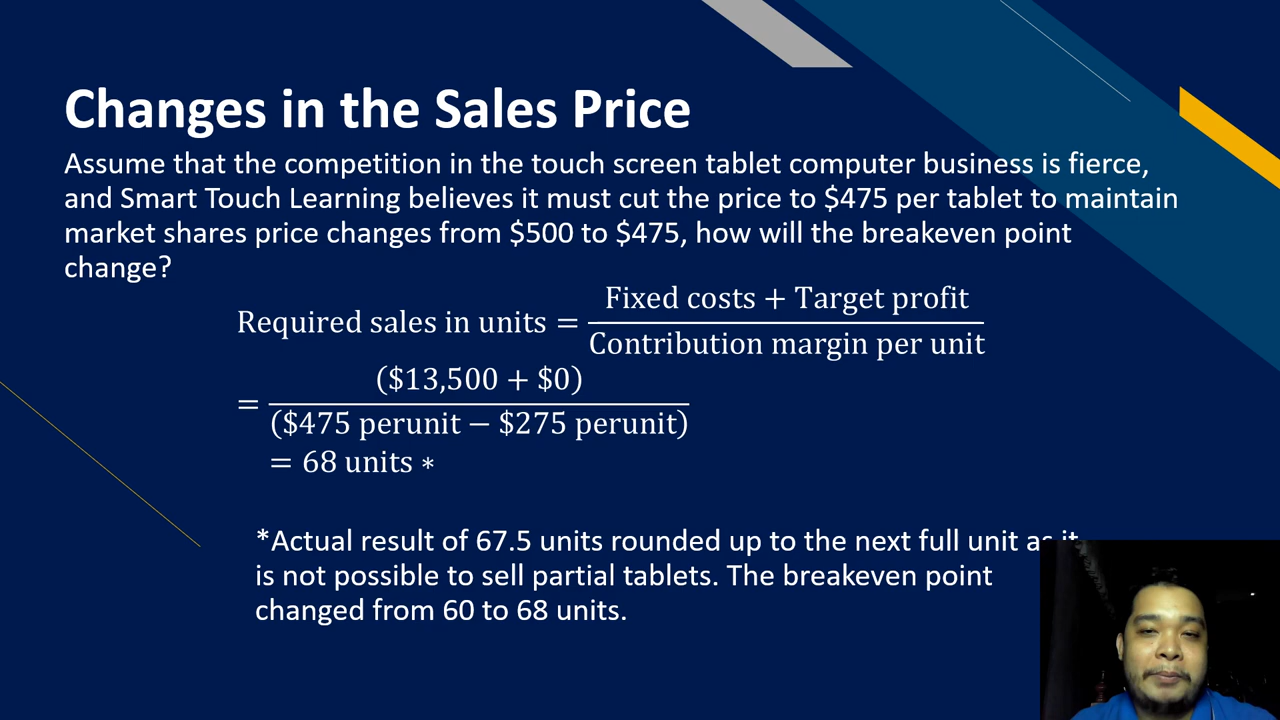 Changes in the Sales Price
Assume that the competition in the touch screen tablet computer business is fierce,
and Smart Touch Learning believes it must cut the price to $475 per tablet to maintain
market shares price changes from $500 to $475, how will the breakeven point
change?
Required sales in units = Fixed costs + Target profit / Contribution margin per unit
= ($13,500 + $0) / ($475 perunit − $275 perunit)
= 68 units ∗
*Actual result of 67.5 units rounded up to the next full unit as it
is not possible to sell partial tablets. The breakeven point
changed from 60 to 68 units.